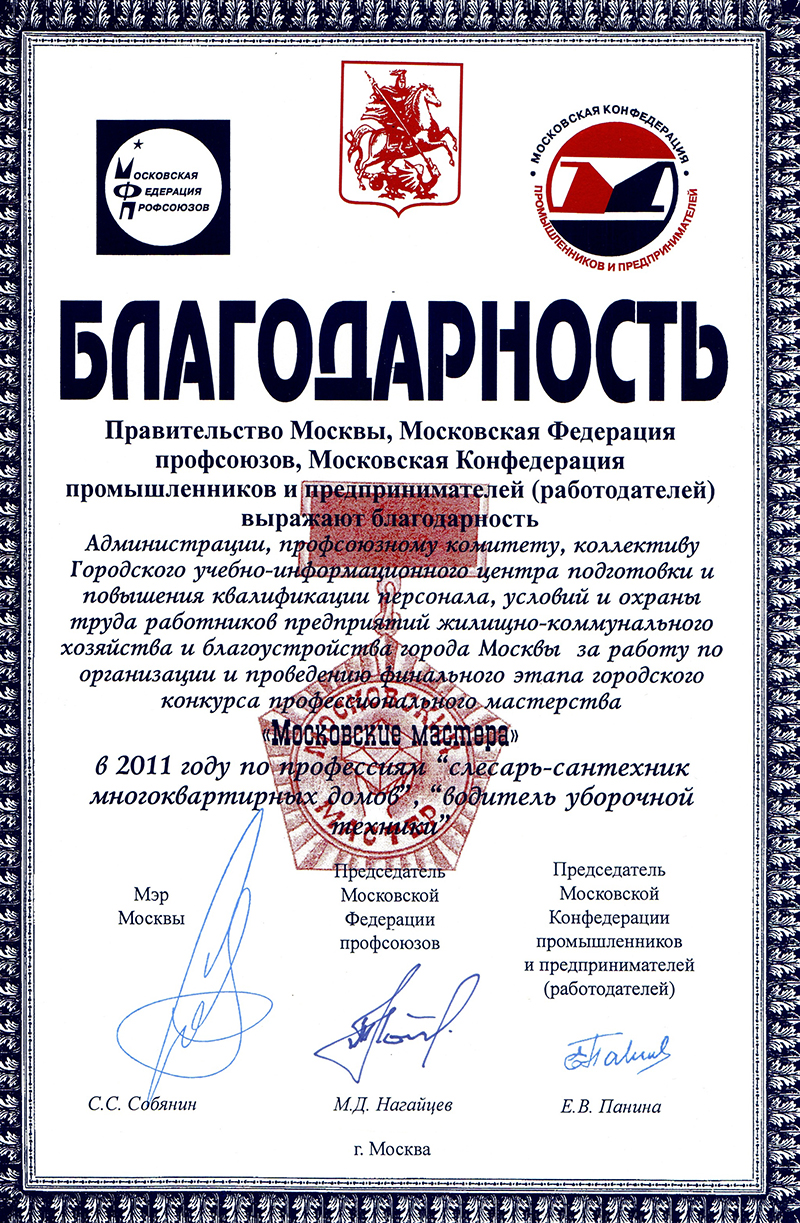 Московская
Федерация
Профсоюзов
МОСКОВСКАЯ КОНФЕДЕРАЦИЯ
ПРОМЫШЛЕННИКОВ И ПРЕДПРИНИМАТЕЛЕЙ
БЛАГОДАРНОСТЬ
Правительство Москвы, Московская Федерация
профсоюзов, Московская Конфедерация
промышленников и предпринимателей (работодателей)
выражают благодарность
Администрации, профсоюзному комитету, коллективу
Городского учебно-информационного центра подготовки и
повышения квалификации персонала, условий и охраны
труда работников предприятий жилищно-коммунального
хозяйства и благоустройства города Москвы за работу по
организации и проведению финального этапа городского
конкурса профессионального мастерства
«Московские мастера»
в 2011 году по профессиям “слесарь-сантехник
многоквартирных домов”, “водитель уборочной
техники”
МОСКОВСКИЙ
МАСТЕР
Мэр
Москвы
Председатель
Московской
Федерации
профсоюзов
Председатель
Московской
Конфедерации
промышленников
и предпринимателей
(работодателей)
С.С. Собянин
М.Д. Нагайцев
Е.В. Панина
г. Москва